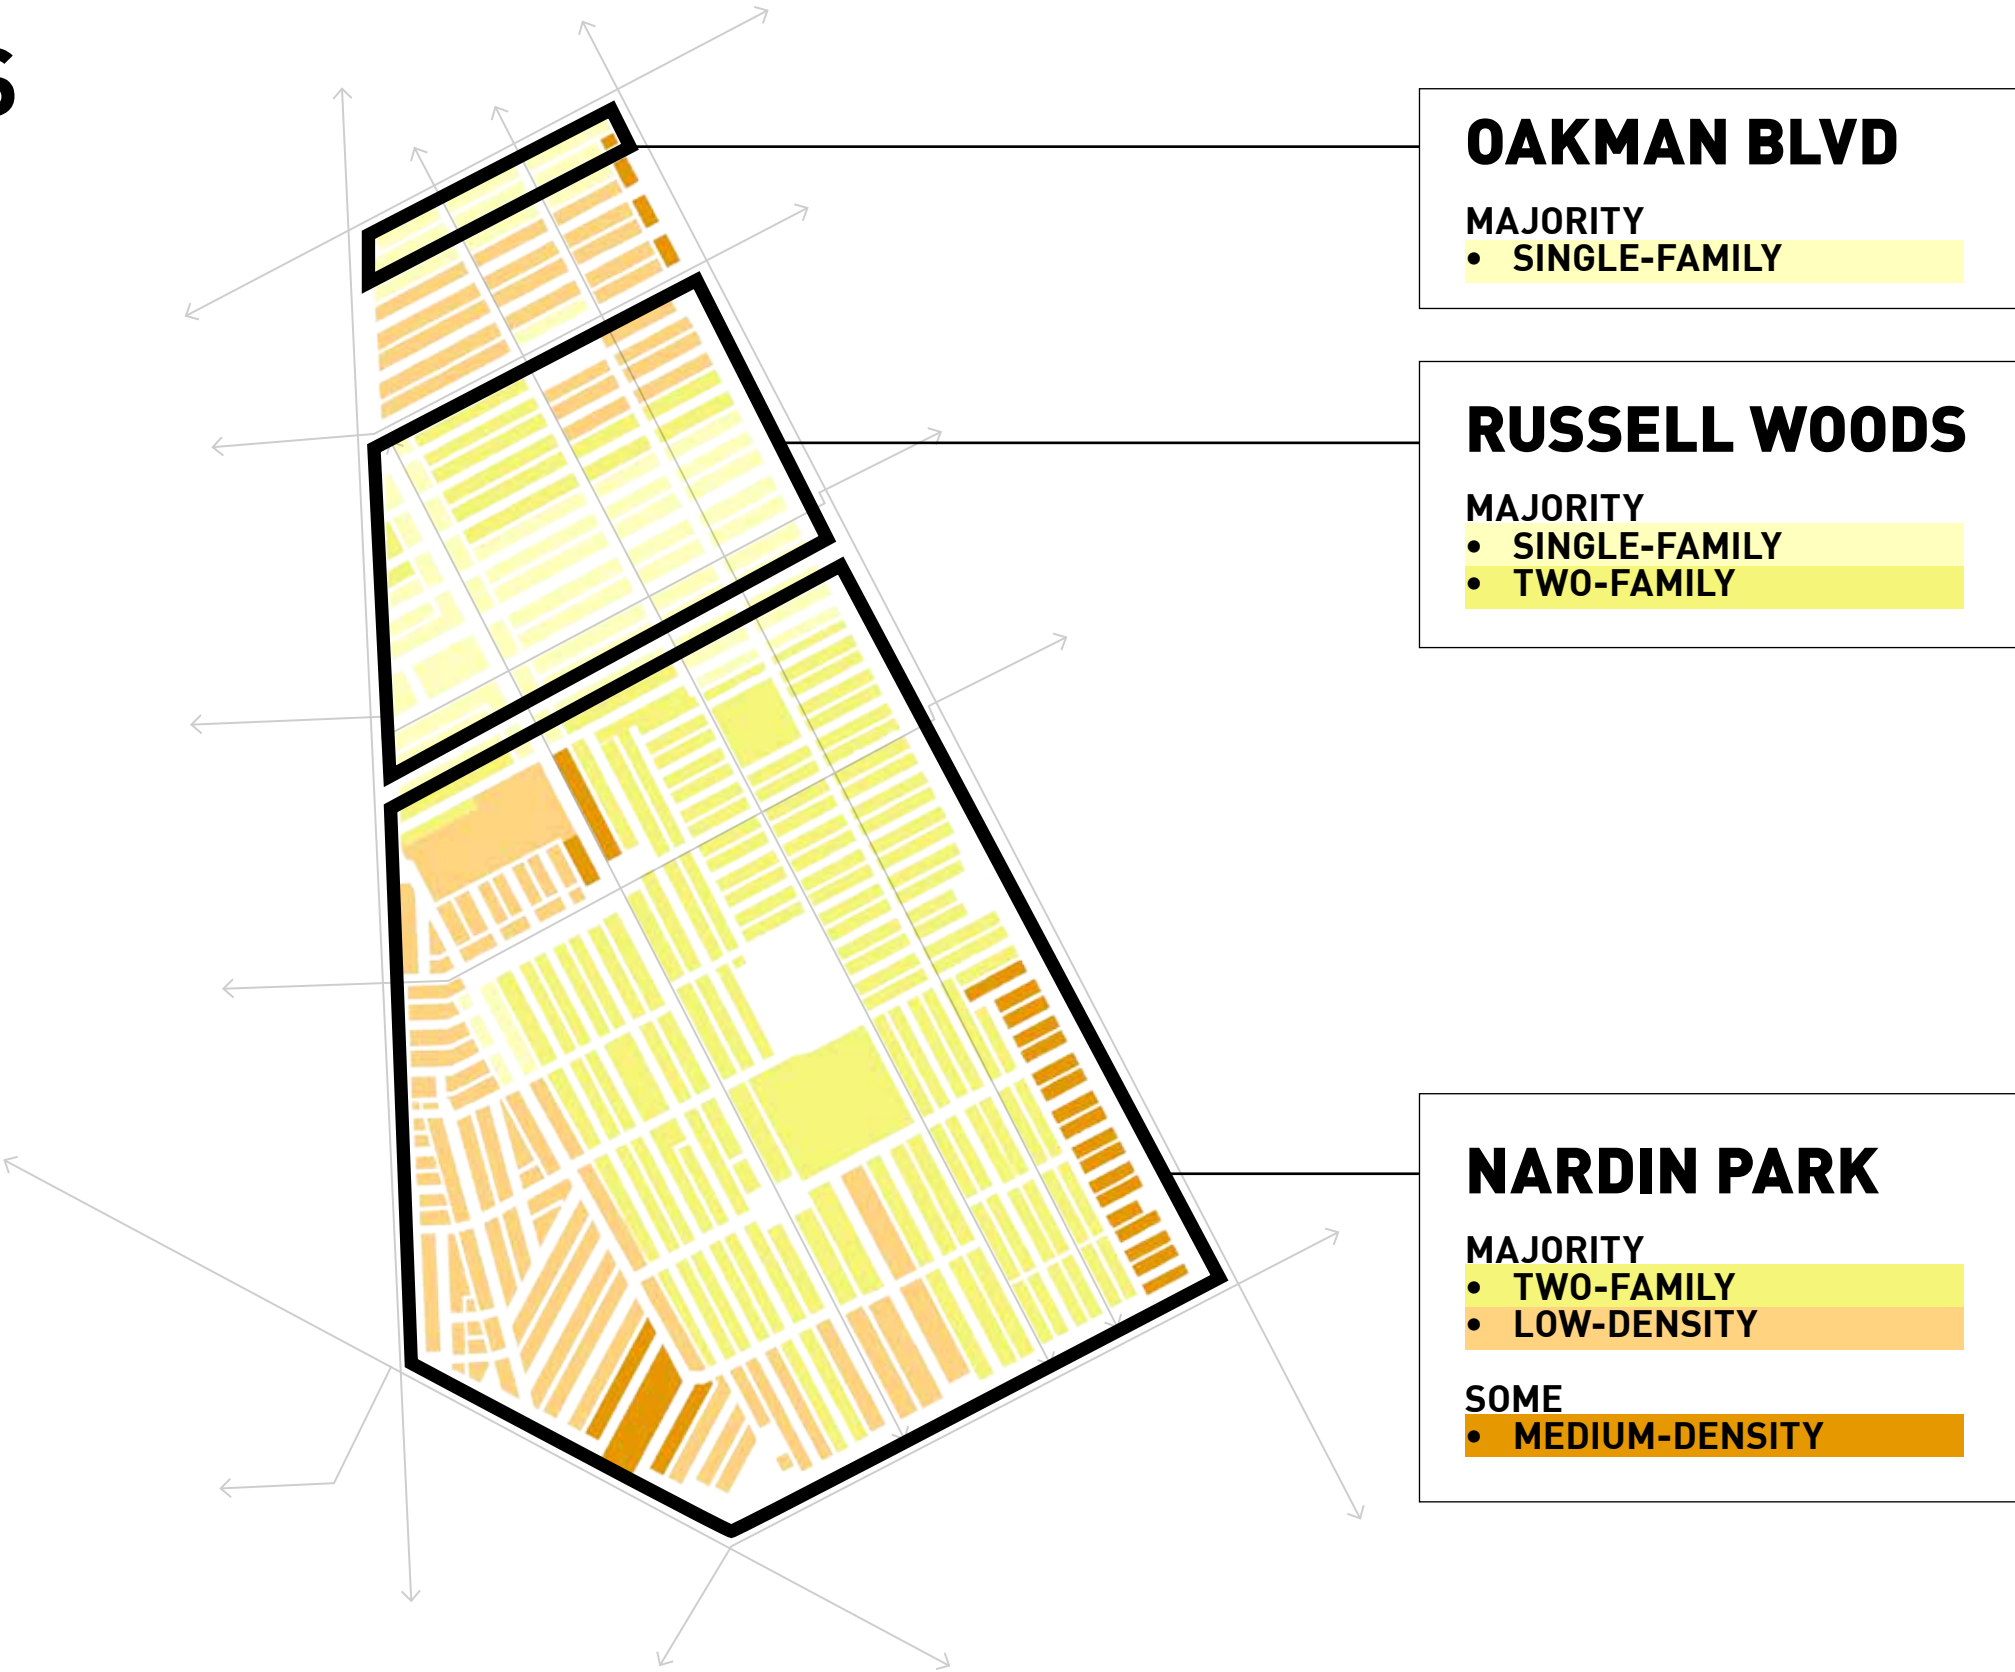 S
OAKMAN BLVD
MAJORITY
• SINGLE-FAMILY
RUSSELL WOODS
MAJORITY
• SINGLE-FAMILY
• TWO-FAMILY
NARDIN PARK
MAJORITY
• TWO-FAMILY
• LOW-DENSITY
SOME
• MEDIUM-DENSITY